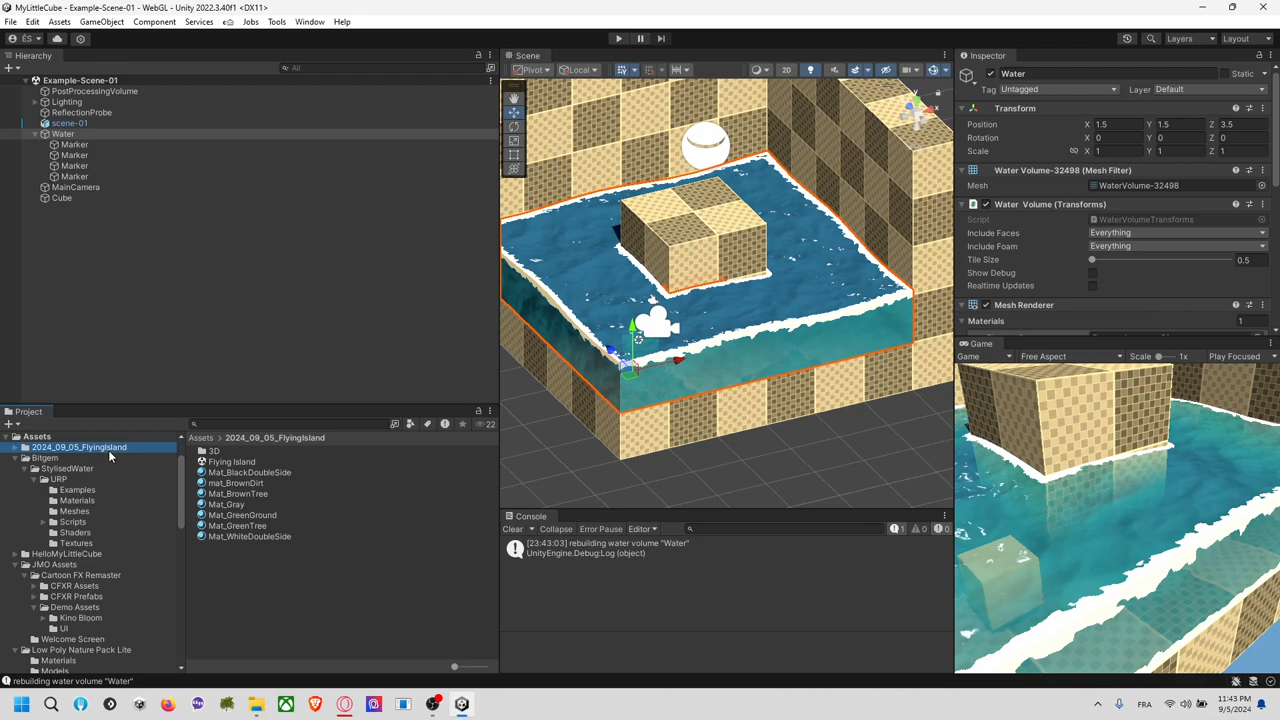 MyLittleCube - Example-Scene-01 - WebGL - Unity 2022.3.40f1 <DX11>
File Edit Assets GameObject Component Services Jobs Tools Window Help
ÉS
Layers Layout
Hierarchy
All
Example-Scene-01
PostProcessingVolume
Lighting
ReflectionProbe
scene-01
Water
Marker
Marker
Marker
Marker
MainCamera
Cube
Scene
Pivot Local 2D
Inspector
Water Static
Tag Untagged Layer Default
Transform
Position X 1.5 Y 1.5 Z 3.5
Rotation X 0 Y 0 Z 0
Scale X 1 Y 1 Z 1
Water Volume-32498 (Mesh Filter)
Mesh WaterVolume-32498
Water Volume (Transforms)
Script WaterVolumeTransforms
Include Faces Everything
Include Foam Everything
Tile Size 0.5
Show Debug
Realtime Updates
Mesh Renderer
Materials 1
Game
Game Free Aspect Scale 1x Play Focused
Project
22
Assets
2024_09_05_FlyingIsland
Bitgem
StylisedWater
URP
Examples
Materials
Meshes
Scripts
Shaders
Textures
HelloMyLittleCube
JMO Assets
Cartoon FX Remaster
CFXR Assets
CFXR Prefabs
Demo Assets
Kino Bloom
UI
Welcome Screen
Low Poly Nature Pack Lite
Materials
Models
Assets > 2024_09_05_FlyingIsland
3D
Flying Island
Mat_BlackDoubleSide
mat_BrownDirt
Mat_BrownTree
Mat_Gray
Mat_GreenGround
Mat_GreenTree
Mat_WhiteDoubleSide
Console
Clear Collapse Error Pause Editor 1 0 0
[23:43:03] rebuilding water volume "Water"
UnityEngine.Debug:Log (object)
rebuilding water volume "Water"
FRA
11:43 PM
9/5/2024